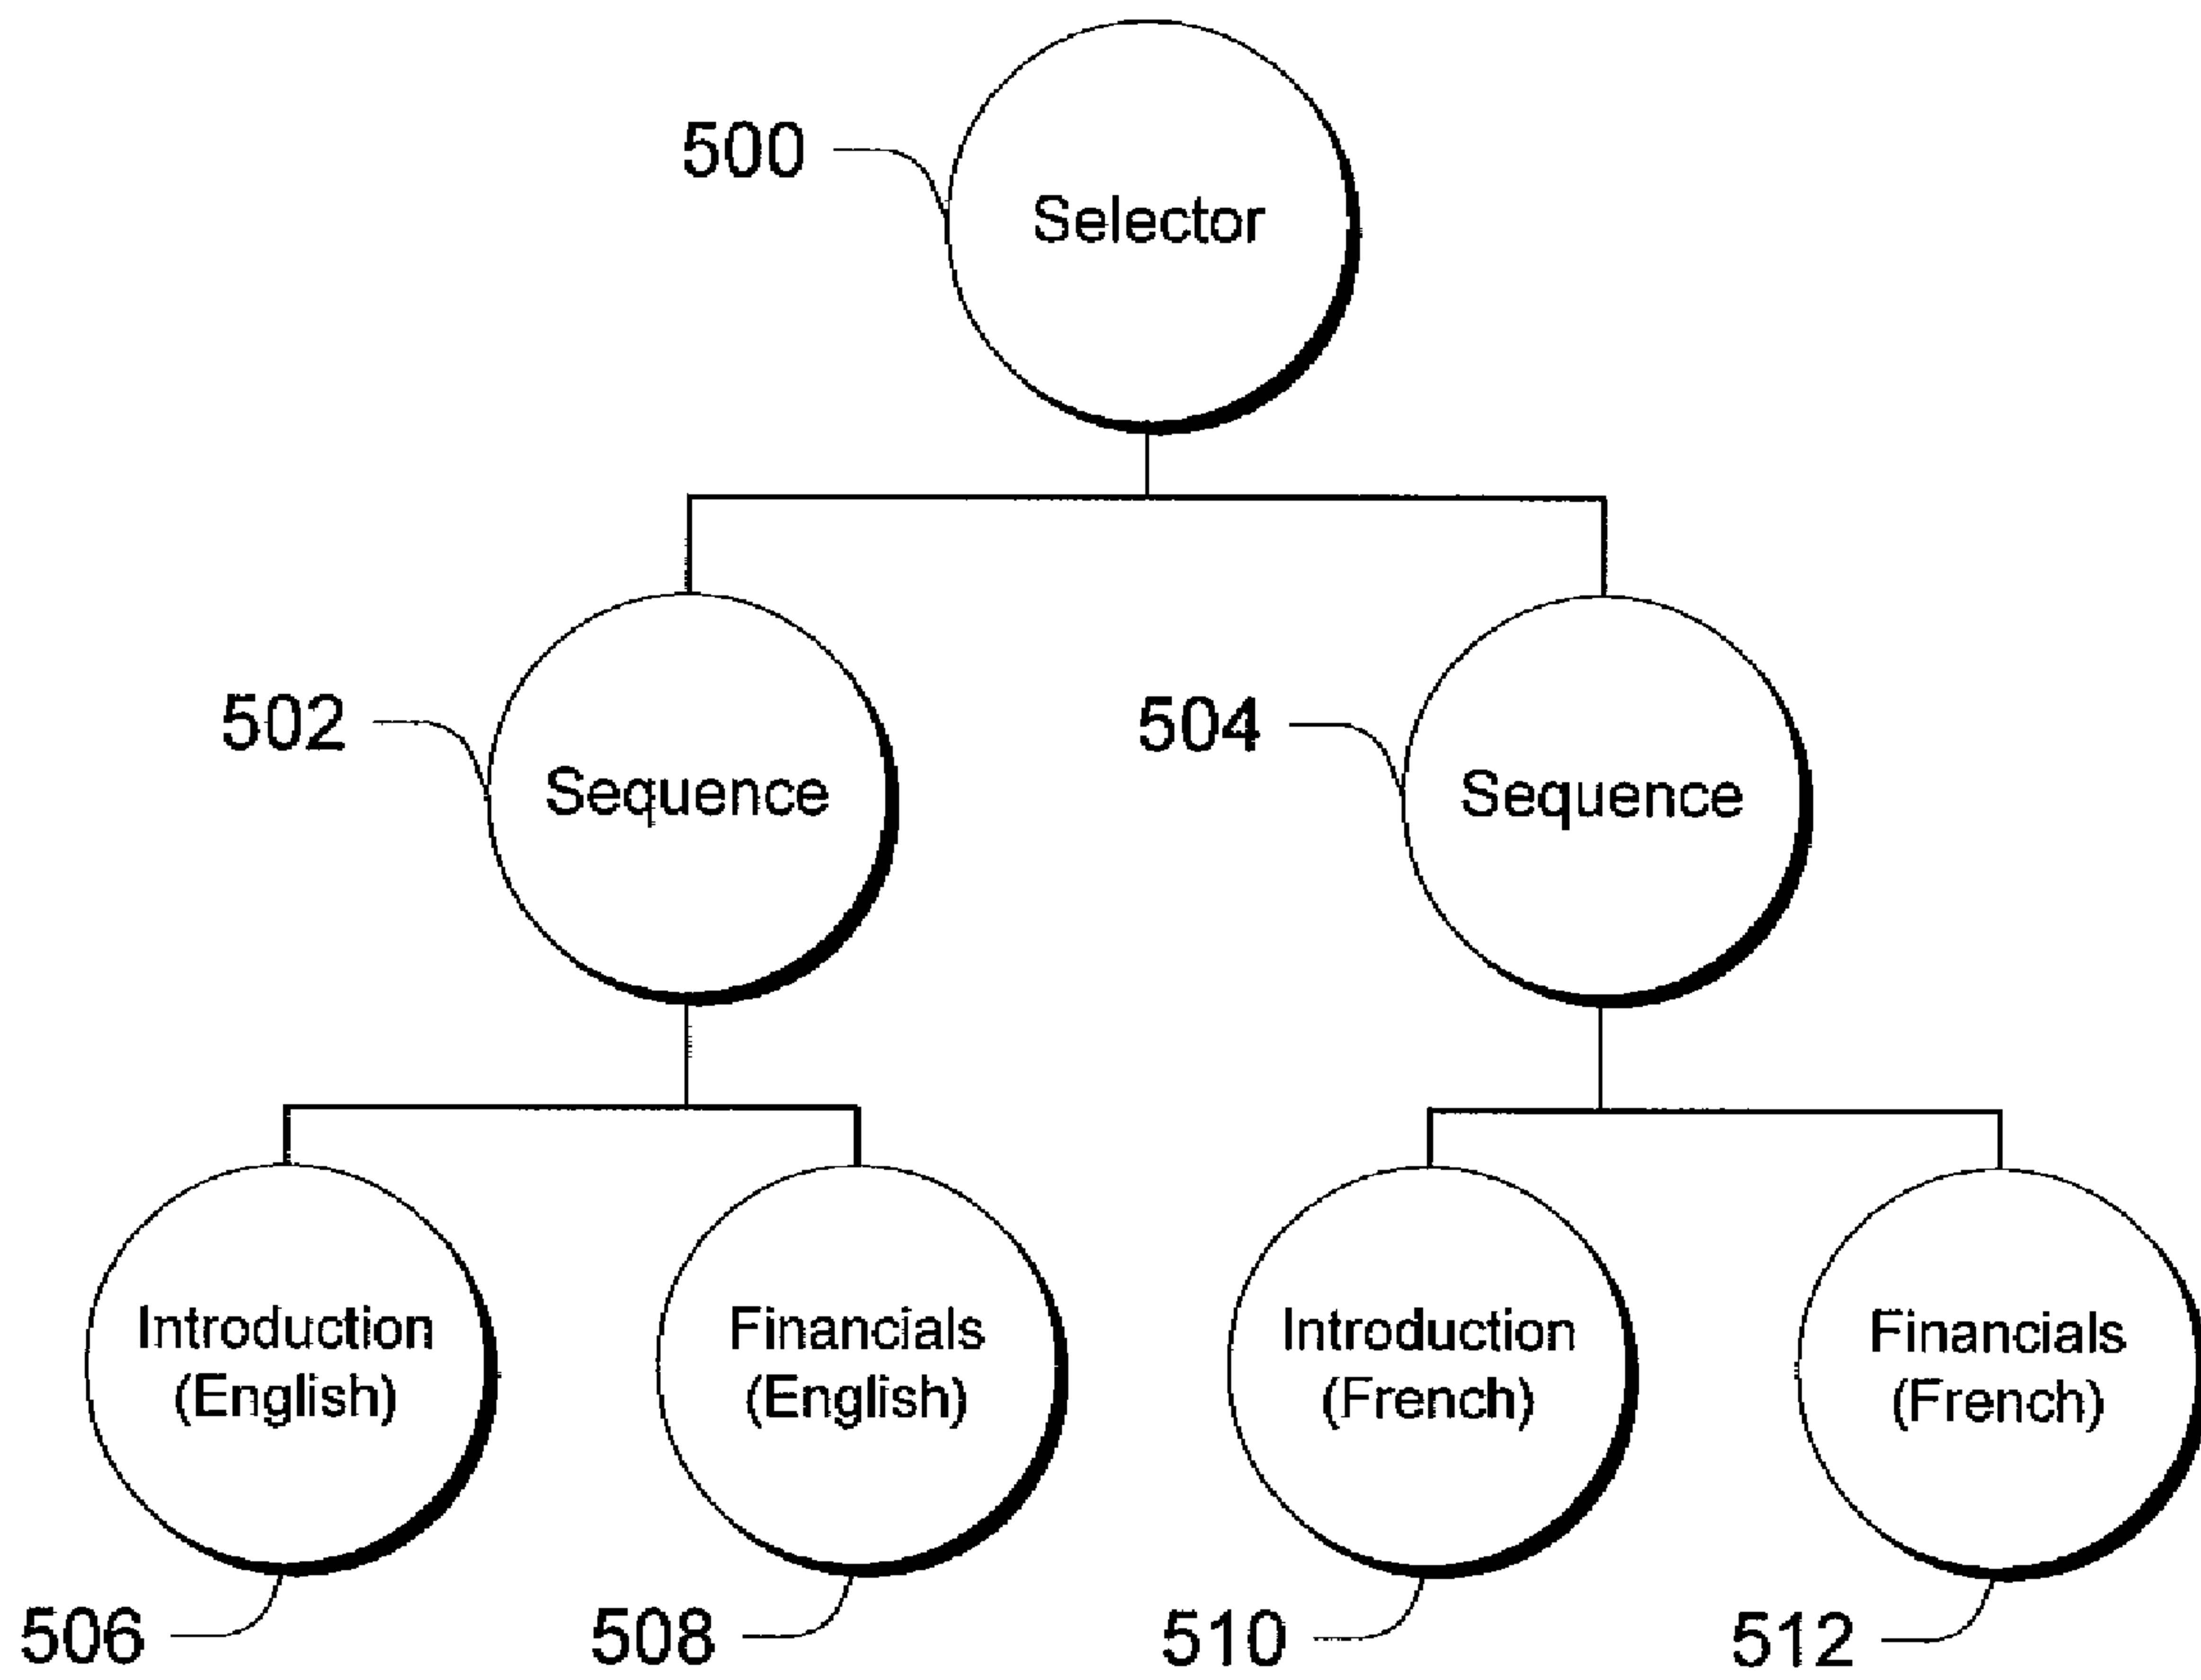 500
Selector
502
Sequence
504
Sequence
Introduction
(English)
Financials
(English)
Introduction
(French)
Financials
(French)
506
508
510
512